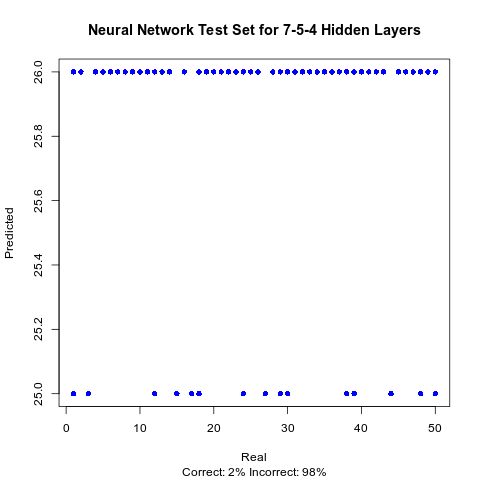 Neural Network Test Set for 7-5-4 Hidden Layers
Predicted
26.0
25.8
25.6
25.4
25.2
25.0
0 10 20 30 40 50
Real
Correct: 2% Incorrect: 98%